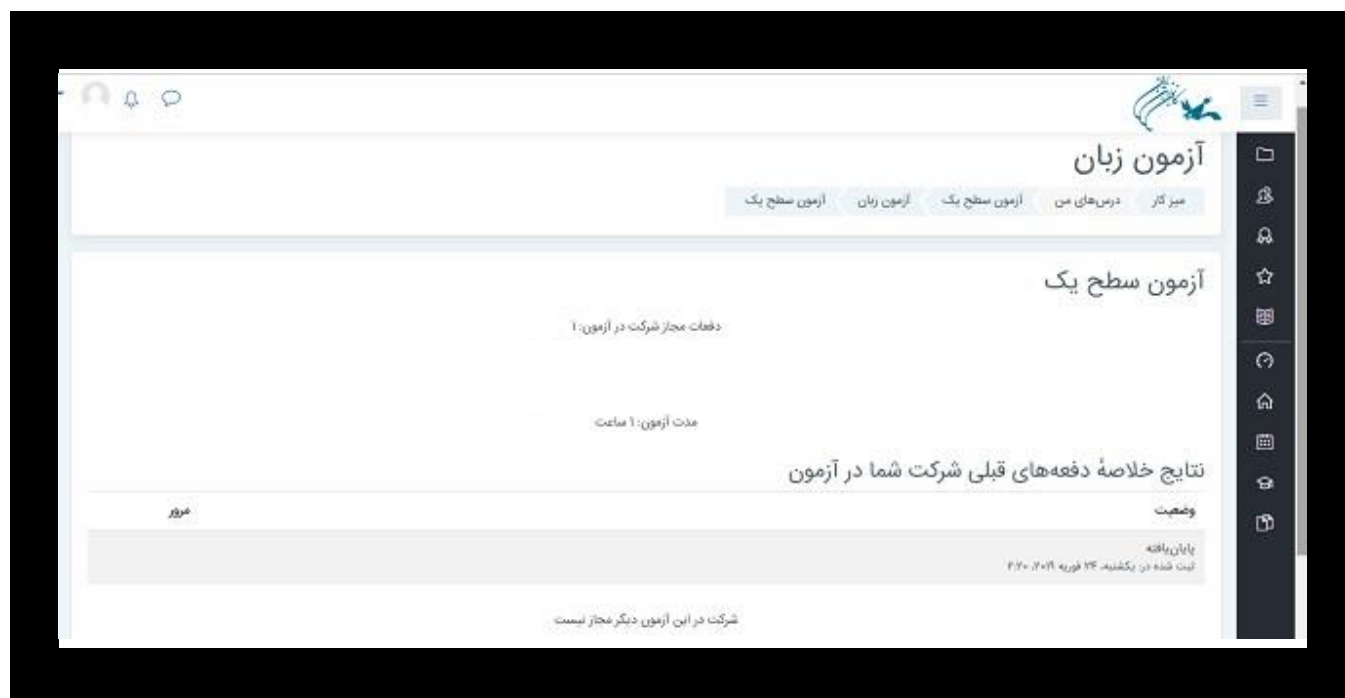 آزمون زبان
میز کار درس‌های من آزمون سطح یک آزمون زبان آزمون سطح یک
آزمون سطح یک
دفعات مجاز شرکت در آزمون: ۱
مدت آزمون: ۱ ساعت
نتایج خلاصهٔ دفعه‌های قبلی شرکت شما در آزمون
وضعیت مرور
پایان‌یافته
ثبت شده در: یکشنبه، ۲۴ فوریه ۲۰۱۹،
شرکت در این آزمون دیگر مجاز نیست